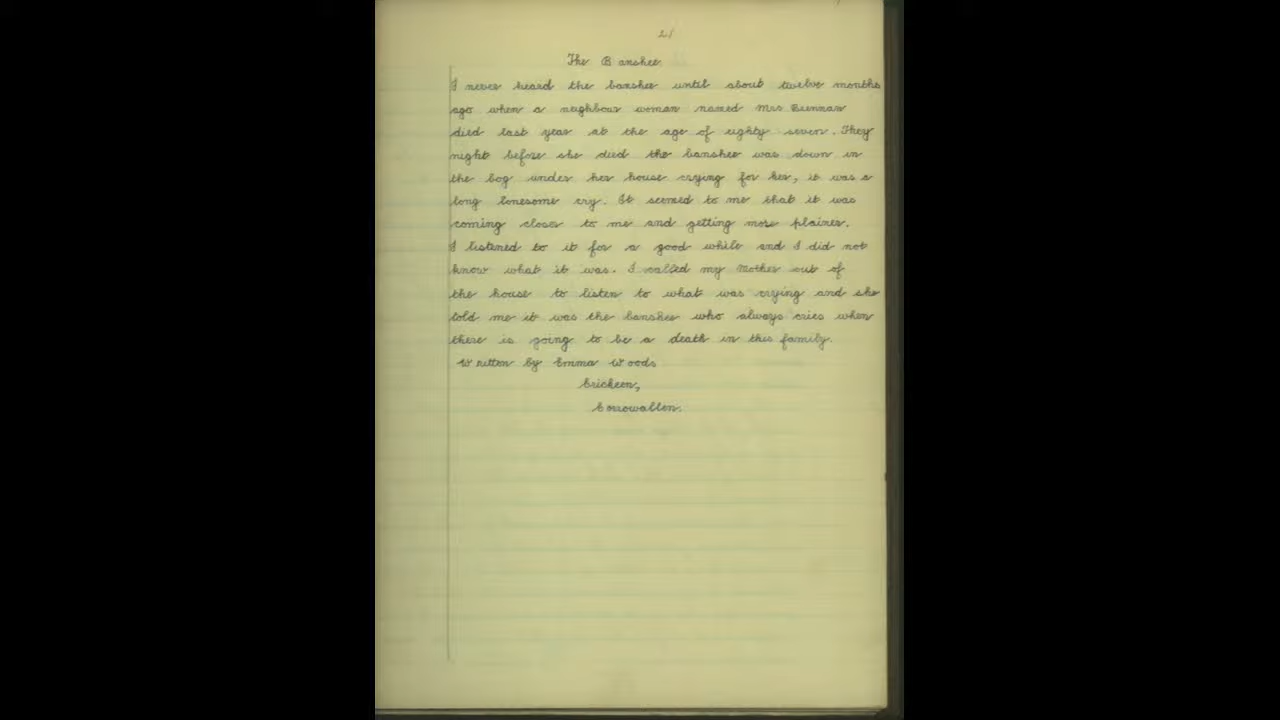 21
The Banshee.
I never heard the banshee until about twelve months
ago when a neighbour woman named Mrs Brennan
died last year at the age of eighty seven. They
night before she died the banshee was down in
the bog under her house crying for her, it was a
long lonesome cry. It seemed to me that it was
coming closer to me and getting more plainer.
I listened to it for a good while and I did not
know what it was. I called my Mother out of
the house to listen to what was crying and she
told me it was the banshee who always cries when
there is going to be a death in this family.
Written by Emma Woods
Crickeen,
Corrowallen.